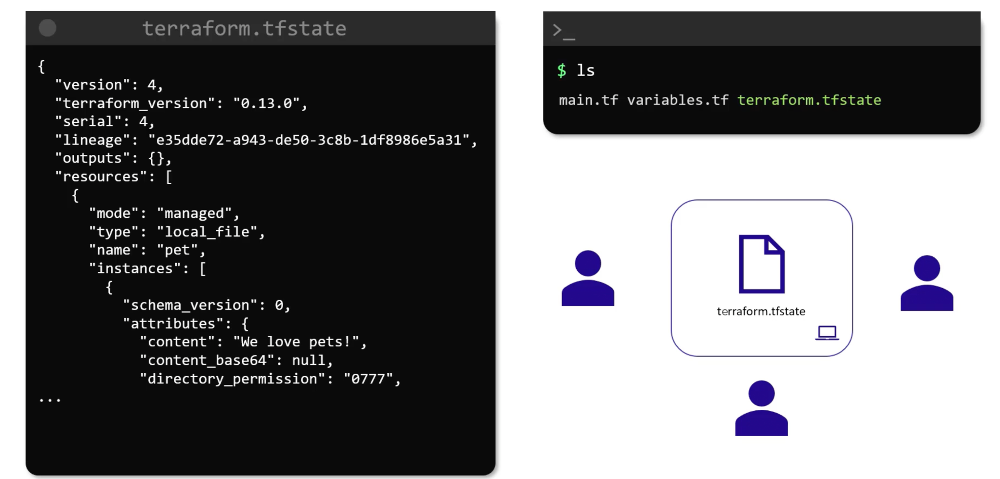 terraform.tfstate
{
"version": 4,
"terraform_version": "0.13.0",
"serial": 4,
"lineage": "e35dde72-a943-de50-3c8b-1df8986e5a31",
"outputs": {},
"resources": [
{
"mode": "managed",
"type": "local_file",
"name": "pet",
"instances": [
{
"schema_version": 0,
"attributes": {
"content": "We love pets!",
"content_base64": null,
"directory_permission": "0777",
...
>_
$ ls
main.tf variables.tf terraform.tfstate
terraform.tfstate